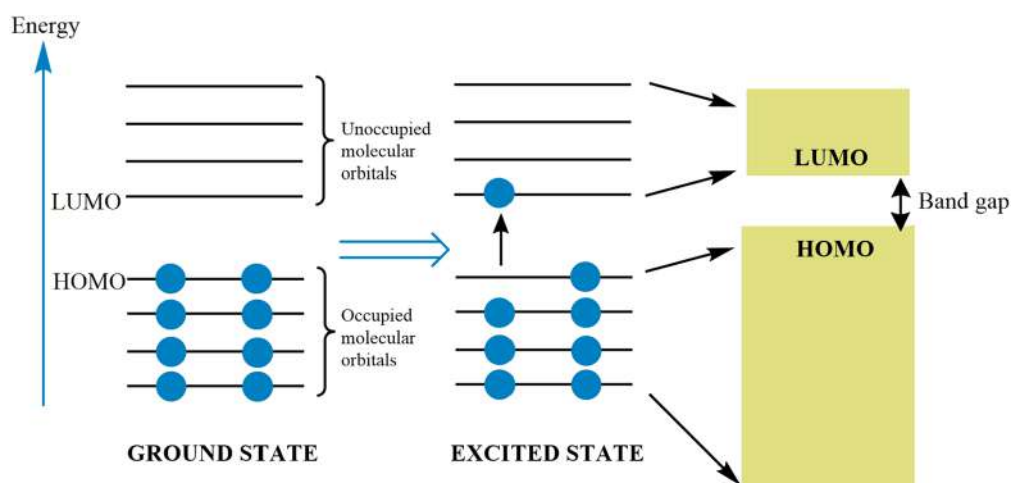 Energy
Unoccupied
molecular
orbitals
LUMO
HOMO
Occupied
molecular
orbitals
GROUND STATE
EXCITED STATE
LUMO
Band gap
HOMO